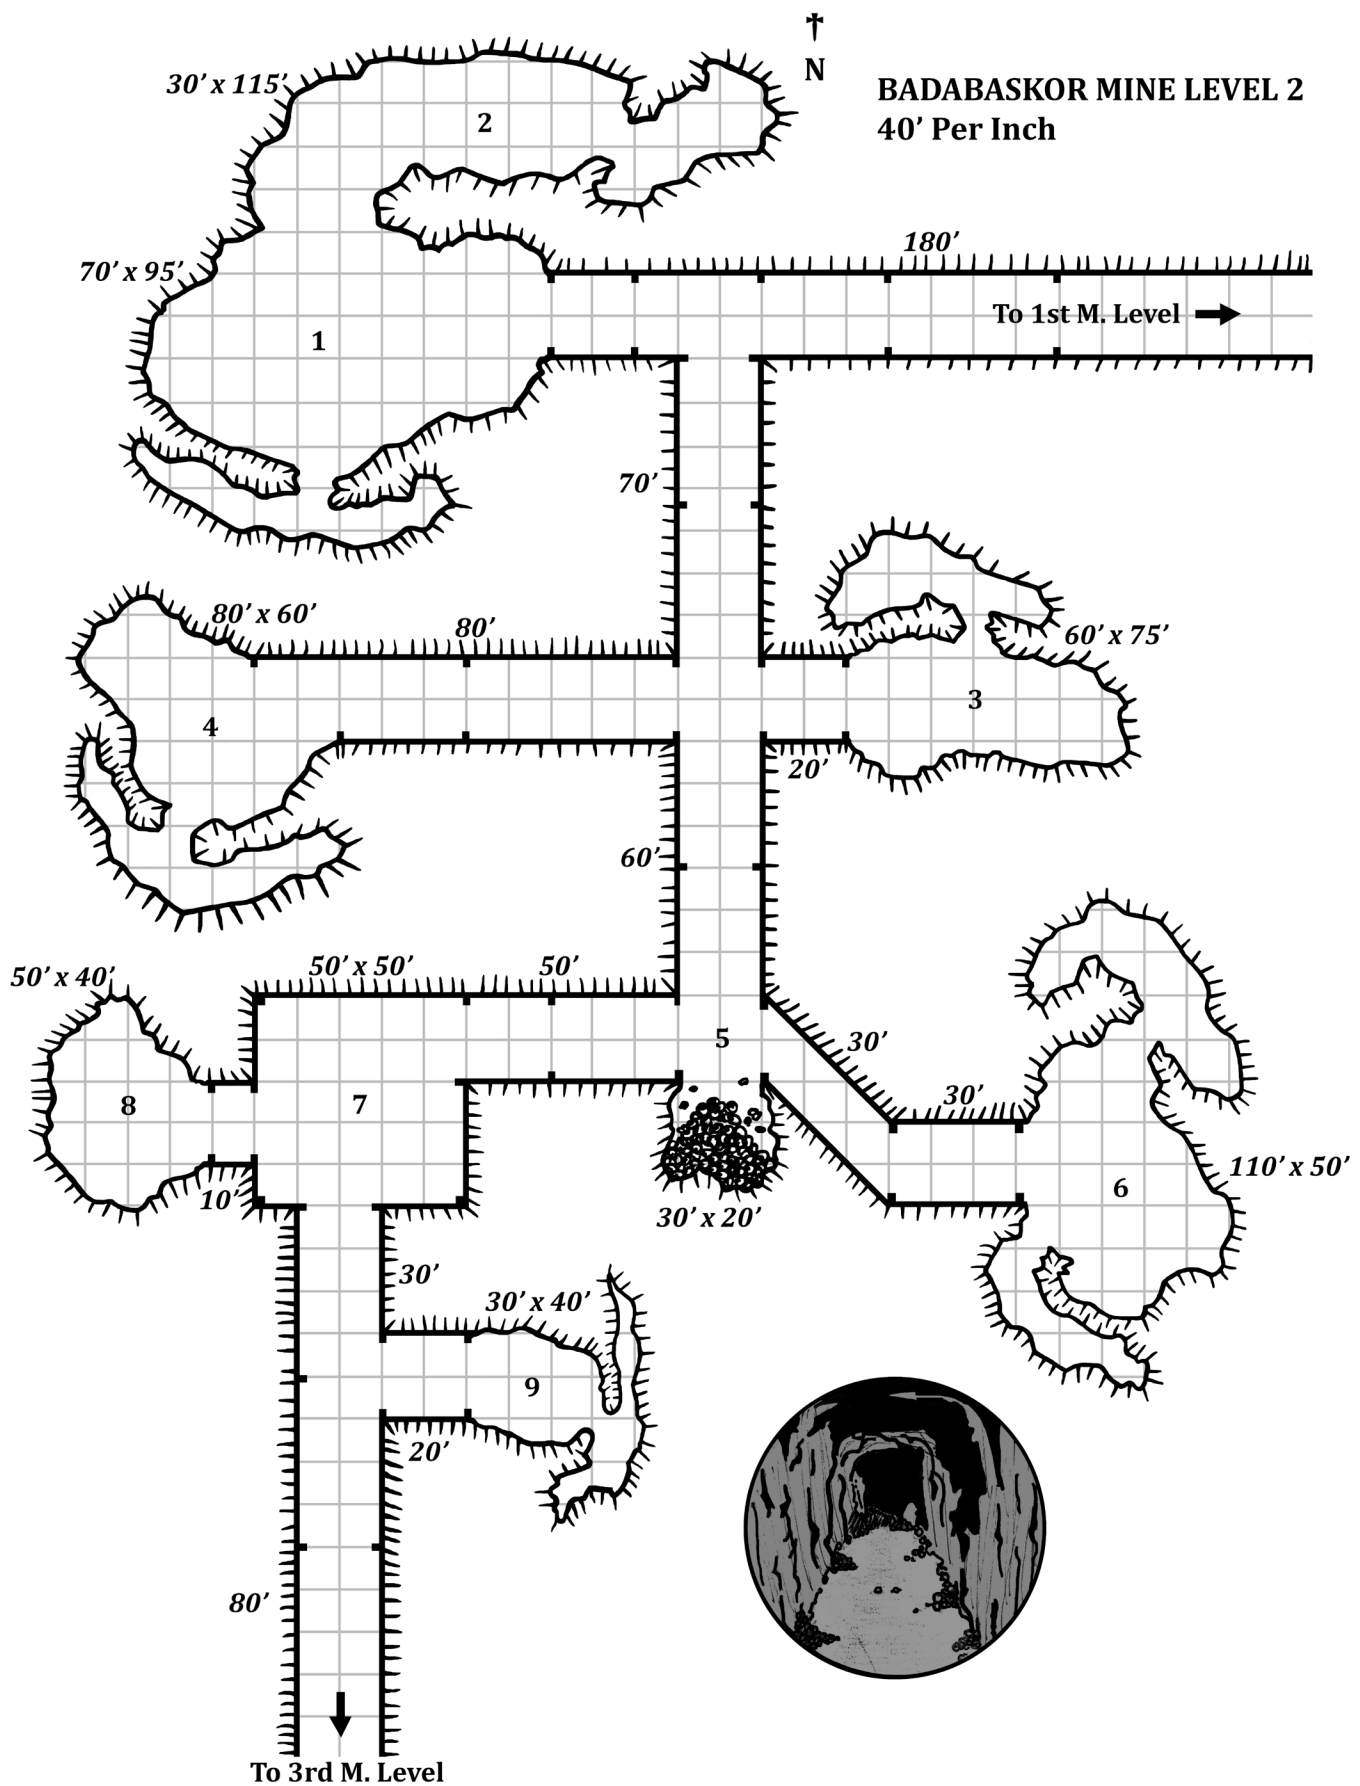 N
BADABASKOR MINE LEVEL 2
40’ Per Inch
30’ x 115’
2
180’
70’ x 95’
To 1st M. Level
1
70’
80’ x 60’
80’
60’ x 75’
3
4
20’
60’
50’ x 40’
50’ x 50’
50’
5
30’
30’
8
7
110’ x 50’
6
10’
30’ x 20’
30’
30’ x 40’
9
20’
80’
To 3rd M. Level